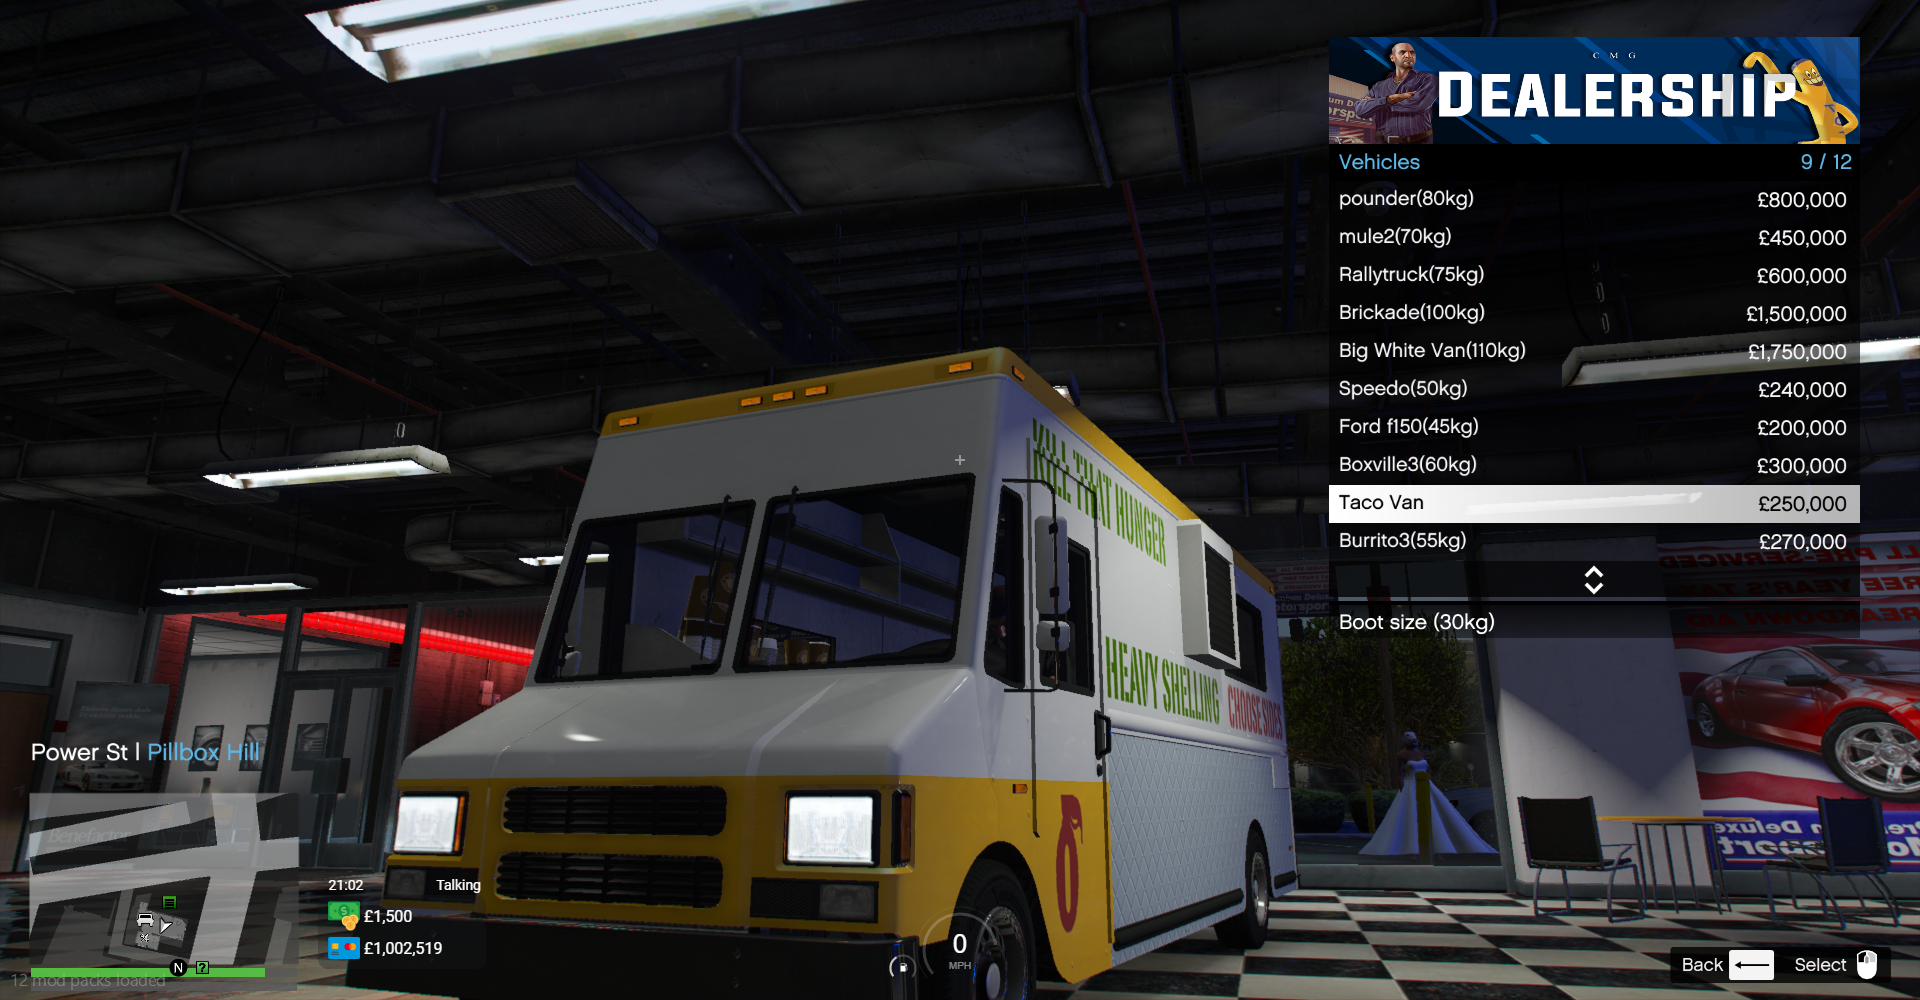 CMG
DEALERSHIP
Vehicles 9 / 12
pounder(80kg) £800,000
mule2(70kg) £450,000
Rallytruck(75kg) £600,000
Brickade(100kg) £1,500,000
Big White Van(110kg) £1,750,000
Speedo(50kg) £240,000
Ford f150(45kg) £200,000
Boxville3(60kg) £300,000
Taco Van £250,000
Burrito3(55kg) £270,000
Boot size (30kg)
KILL THAT HUNGER
HEAVY SHELLING CHOOSE SIDES
Power St | Pillbox Hill
Benefactor
21:02 Talking
£1,500
£1,002,519
N ?
12 mod packs loaded
0
MPH
Back Select